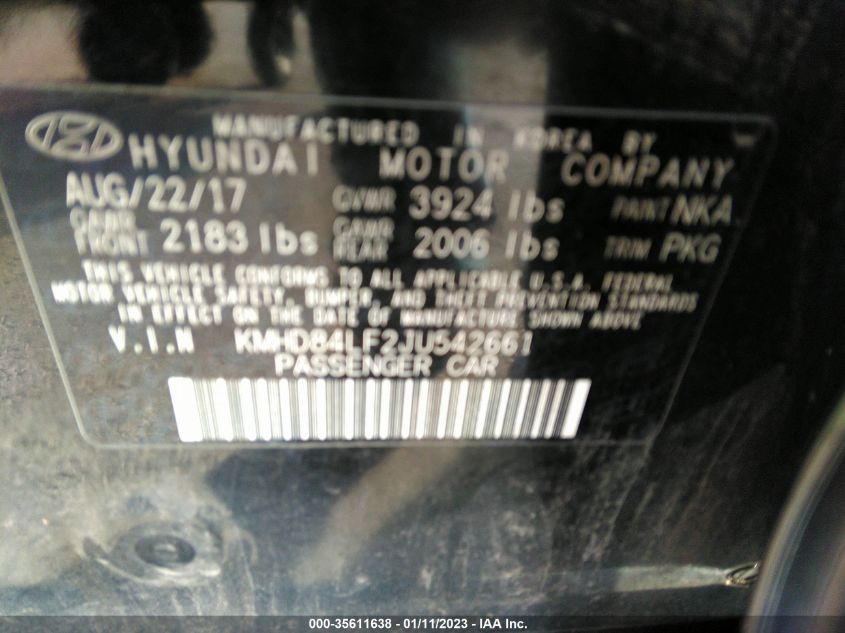 MANUFACTURED IN KOREA BY
HYUNDAI MOTOR COMPANY
AUG/22/17 GVWR 3924 lbs PAINT NKA
GAWR FRONT 2183 lbs GAWR REAR 2006 lbs TRIM PKG
THIS VEHICLE CONFORMS TO ALL APPLICABLE U.S.A. FEDERAL
MOTOR VEHICLE SAFETY, BUMPER, AND THEFT PREVENTION STANDARDS
IN EFFECT ON THE DATE OF MANUFACTURE SHOWN ABOVE.
V.I.N KMHD84LF2JU542661
PASSENGER CAR
000-35611638 - 01/11/2023 - IAA Inc.